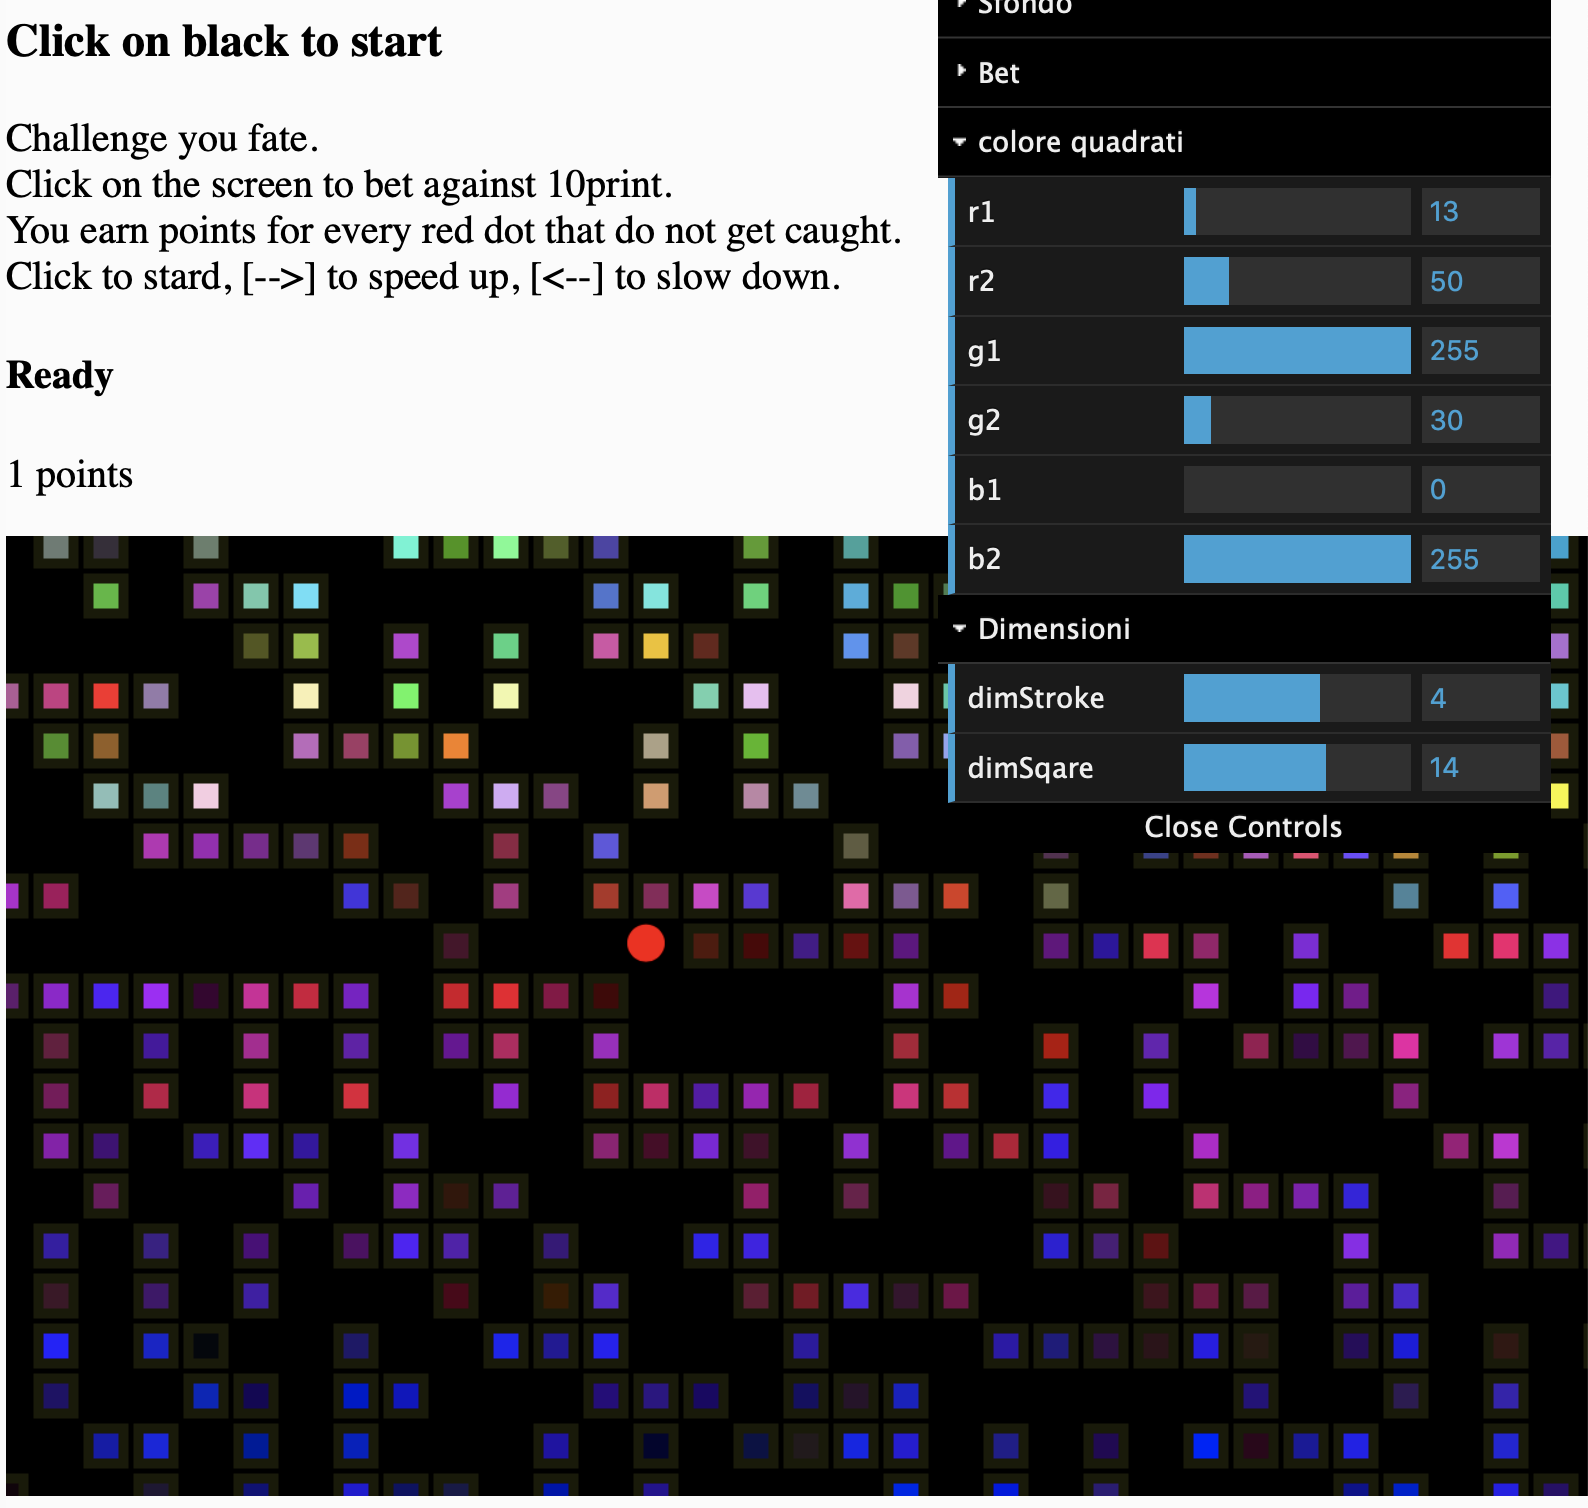 Click on black to start
Challenge you fate.
Click on the screen to bet against 10print.
You earn points for every red dot that do not get caught.
Click to stard, [-->] to speed up, [<--] to slow down.
Ready
1 points
Sfondo
Bet
colore quadrati
r1 13
r2 50
g1 255
g2 30
b1 0
b2 255
Dimensioni
dimStroke 4
dimSqare 14
Close Controls